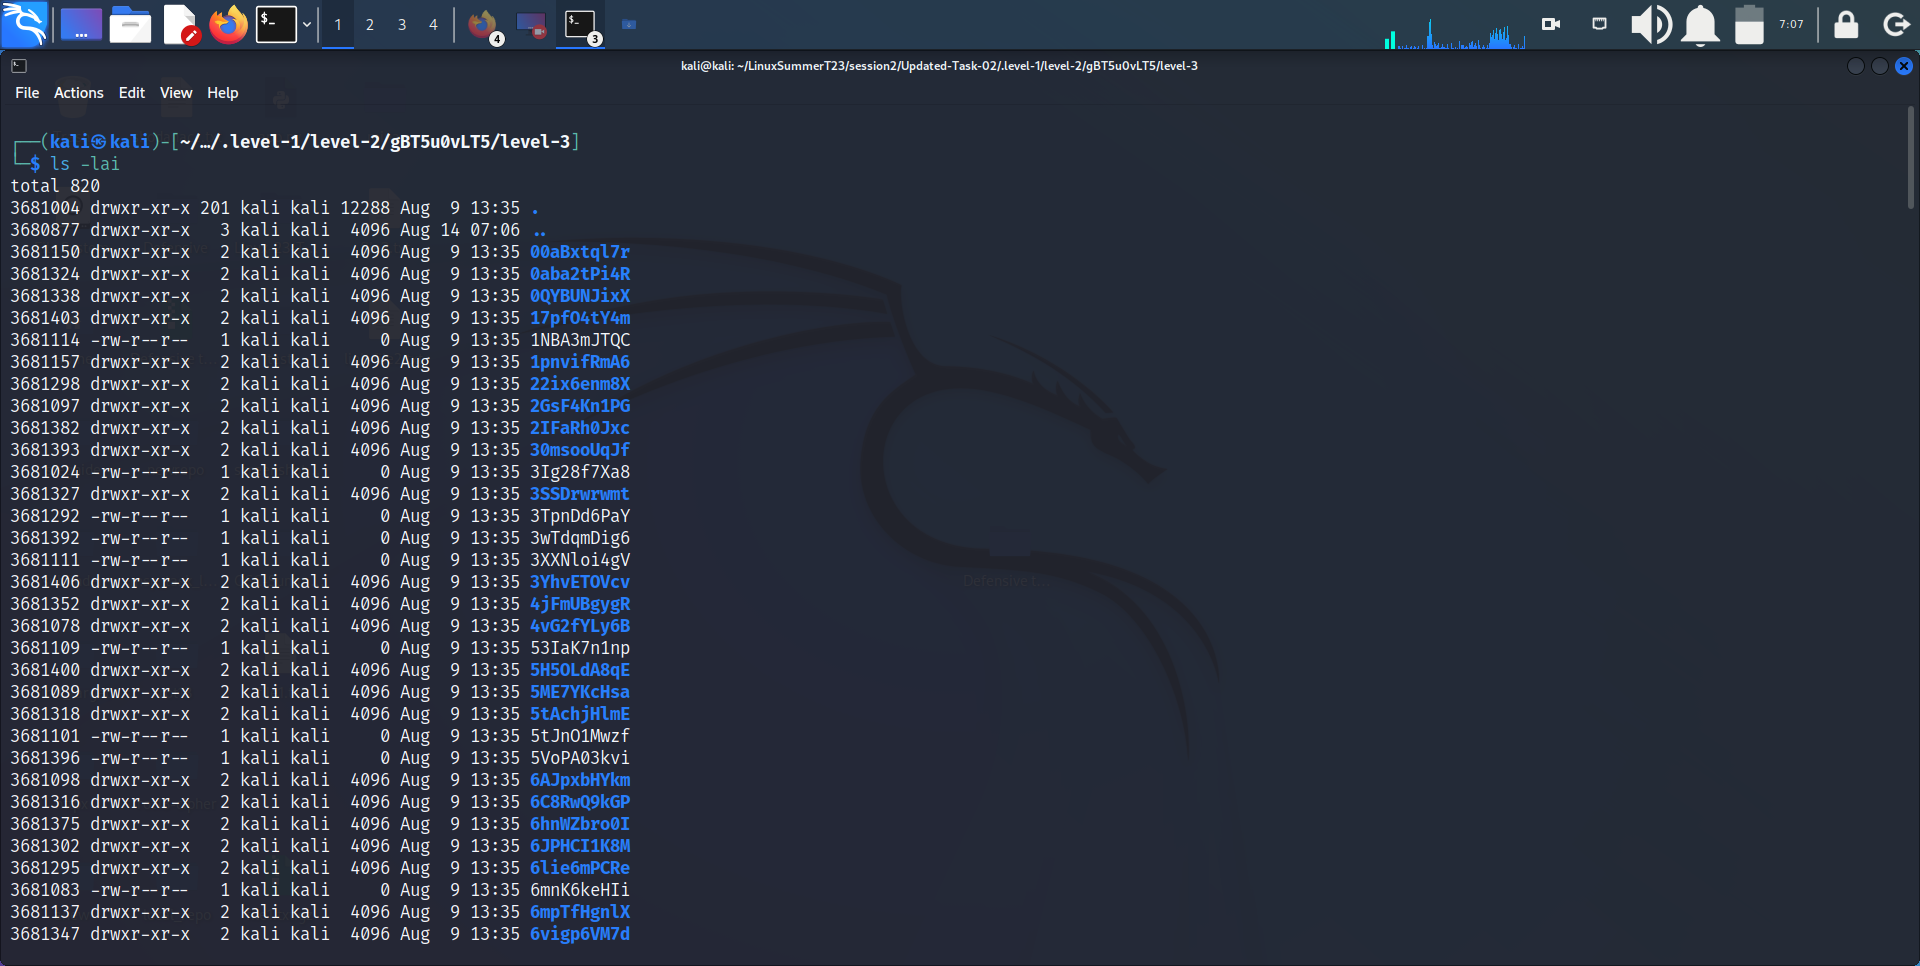 1 2 3 4 4 3 7:07
kali@kali: ~/LinuxSummerT23/session2/Updated-Task-02/.level-1/level-2/gBT5u0vLT5/level-3
File Actions Edit View Help
┌──(kali㉿kali)-[~/…/.level-1/level-2/gBT5u0vLT5/level-3]
└─$ ls -lai
total 820
3681004 drwxr-xr-x 201 kali kali 12288 Aug  9 13:35 .
3680877 drwxr-xr-x   3 kali kali  4096 Aug 14 07:06 ..
3681150 drwxr-xr-x   2 kali kali  4096 Aug  9 13:35 00aBxtql7r
3681324 drwxr-xr-x   2 kali kali  4096 Aug  9 13:35 0aba2tPi4R
3681338 drwxr-xr-x   2 kali kali  4096 Aug  9 13:35 0QYBUNJixX
3681403 drwxr-xr-x   2 kali kali  4096 Aug  9 13:35 17pfO4tY4m
3681114 -rw-r--r--   1 kali kali     0 Aug  9 13:35 1NBA3mJTQC
3681157 drwxr-xr-x   2 kali kali  4096 Aug  9 13:35 1pnvifRmA6
3681298 drwxr-xr-x   2 kali kali  4096 Aug  9 13:35 22ix6enm8X
3681097 drwxr-xr-x   2 kali kali  4096 Aug  9 13:35 2GsF4Kn1PG
3681382 drwxr-xr-x   2 kali kali  4096 Aug  9 13:35 2IFaRh0Jxc
3681393 drwxr-xr-x   2 kali kali  4096 Aug  9 13:35 30msooUqJf
3681024 -rw-r--r--   1 kali kali     0 Aug  9 13:35 3Ig28f7Xa8
3681327 drwxr-xr-x   2 kali kali  4096 Aug  9 13:35 3SSDrwrwmt
3681292 -rw-r--r--   1 kali kali     0 Aug  9 13:35 3TpnDd6PaY
3681392 -rw-r--r--   1 kali kali     0 Aug  9 13:35 3wTdqmDig6
3681111 -rw-r--r--   1 kali kali     0 Aug  9 13:35 3XXNloi4gV
3681406 drwxr-xr-x   2 kali kali  4096 Aug  9 13:35 3YhvETOVcv
3681352 drwxr-xr-x   2 kali kali  4096 Aug  9 13:35 4jFmUBgygR
3681078 drwxr-xr-x   2 kali kali  4096 Aug  9 13:35 4vG2fYLy6B
3681109 -rw-r--r--   1 kali kali     0 Aug  9 13:35 53IaK7n1np
3681400 drwxr-xr-x   2 kali kali  4096 Aug  9 13:35 5H5OLdA8qE
3681089 drwxr-xr-x   2 kali kali  4096 Aug  9 13:35 5ME7YKcHsa
3681318 drwxr-xr-x   2 kali kali  4096 Aug  9 13:35 5tAchjHlmE
3681101 -rw-r--r--   1 kali kali     0 Aug  9 13:35 5tJnO1Mwzf
3681396 -rw-r--r--   1 kali kali     0 Aug  9 13:35 5VoPA03kvi
3681098 drwxr-xr-x   2 kali kali  4096 Aug  9 13:35 6AJpxbHYkm
3681316 drwxr-xr-x   2 kali kali  4096 Aug  9 13:35 6C8RwQ9kGP
3681375 drwxr-xr-x   2 kali kali  4096 Aug  9 13:35 6hnWZbro0I
3681302 drwxr-xr-x   2 kali kali  4096 Aug  9 13:35 6JPHCI1K8M
3681295 drwxr-xr-x   2 kali kali  4096 Aug  9 13:35 6lie6mPCRe
3681083 -rw-r--r--   1 kali kali     0 Aug  9 13:35 6mnK6keHIi
3681137 drwxr-xr-x   2 kali kali  4096 Aug  9 13:35 6mpTfHgnlX
3681347 drwxr-xr-x   2 kali kali  4096 Aug  9 13:35 6vigp6VM7d